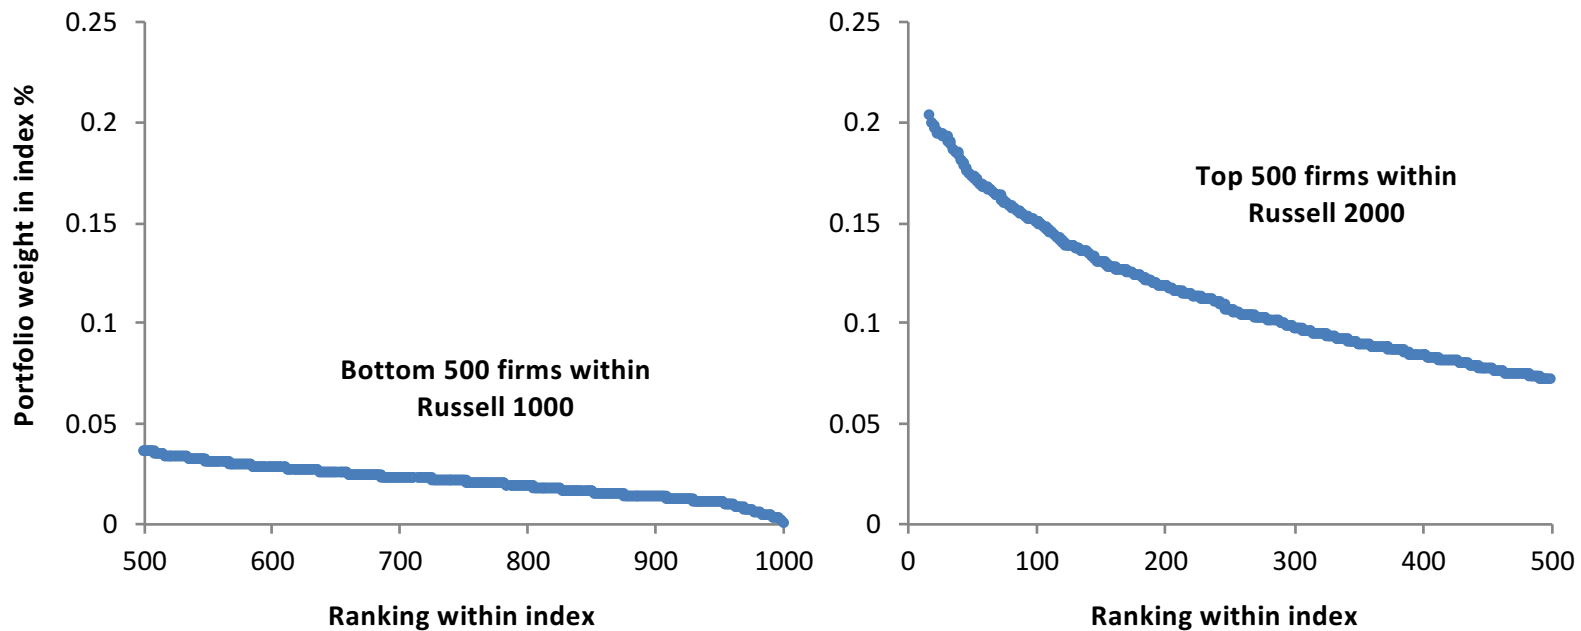 Portfolio weight in index %
0.25
0.2
0.15
0.1
0.05
0
Bottom 500 firms within
Russell 1000
500 600 700 800 900 1000
Ranking within index
0.25
0.2
0.15
0.1
0.05
0
Top 500 firms within
Russell 2000
0 100 200 300 400 500
Ranking within index